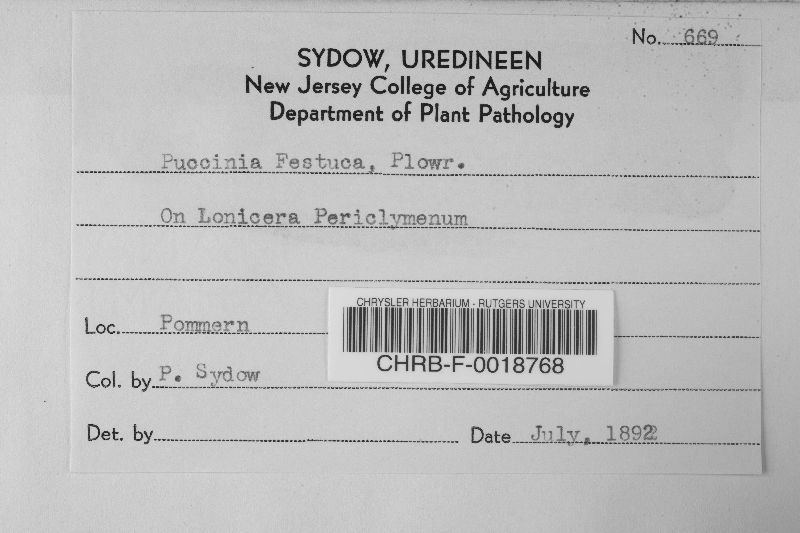 No. 669
SYDOW, UREDINEEN
New Jersey College of Agriculture
Department of Plant Pathology
Puccinia Festuca, Plowr.
On Lonicera Periclymenum
Loc. Pommern
CHRYSLER HERBARIUM - RUTGERS UNIVERSITY
CHRB-F-0018768
Col. by P. Sydow
Det. by
Date July, 1892